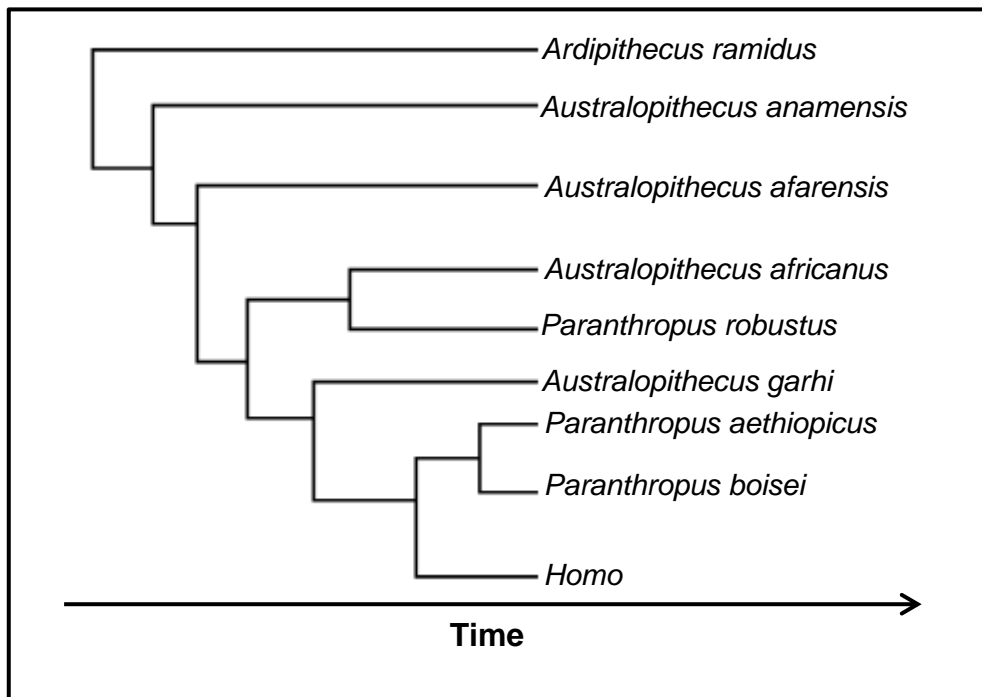 Ardipithecus ramidus
Australopithecus anamensis
Australopithecus afarensis
Australopithecus africanus
Paranthropus robustus
Australopithecus garhi
Paranthropus aethiopicus
Paranthropus boisei
Homo
Time